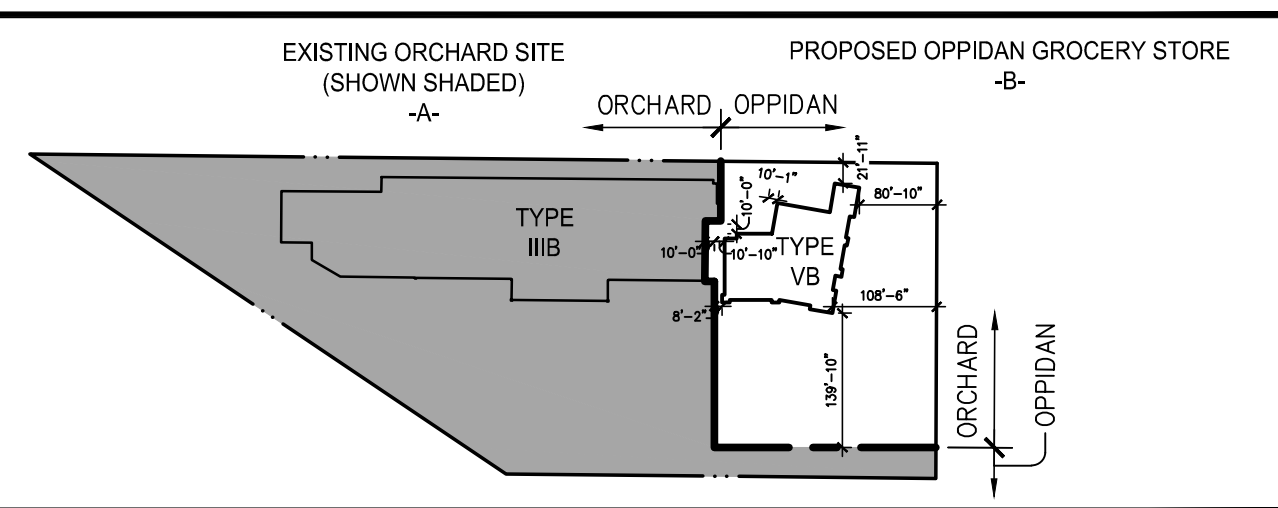 EXISTING ORCHARD SITE
(SHOWN SHADED)
-A-
PROPOSED OPPIDAN GROCERY STORE
-B-
ORCHARD
OPPIDAN
21'-11"
10'-1"
10'-0"
80'-10"
TYPE
IIIB
10'-0"
10'-10"
TYPE
VB
108'-6"
8'-2"
139'-10"
ORCHARD
OPPIDAN